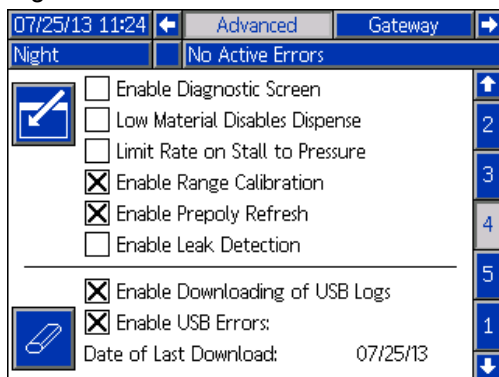 07/25/13 11:24 Advanced Gateway
Night No Active Errors
Enable Diagnostic Screen
Low Material Disables Dispense
2
Limit Rate on Stall to Pressure
3
Enable Range Calibration
Enable Prepoly Refresh
4
Enable Leak Detection
5
Enable Downloading of USB Logs
Enable USB Errors:
1
Date of Last Download: 07/25/13